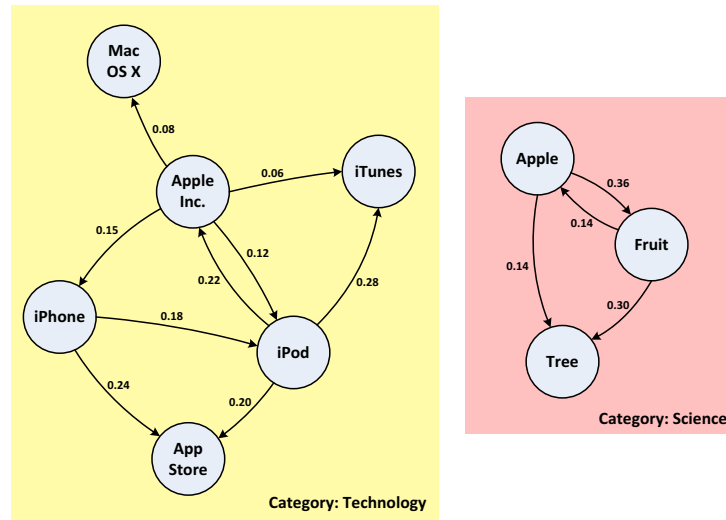 Mac
OS X
0.08
Apple
Inc.
0.06
iTunes
0.15
0.12
0.22
0.28
iPhone
0.18
iPod
0.24
0.20
App
Store
Category: Technology
Apple
0.36
0.14
Fruit
0.14
0.30
Tree
Category: Science